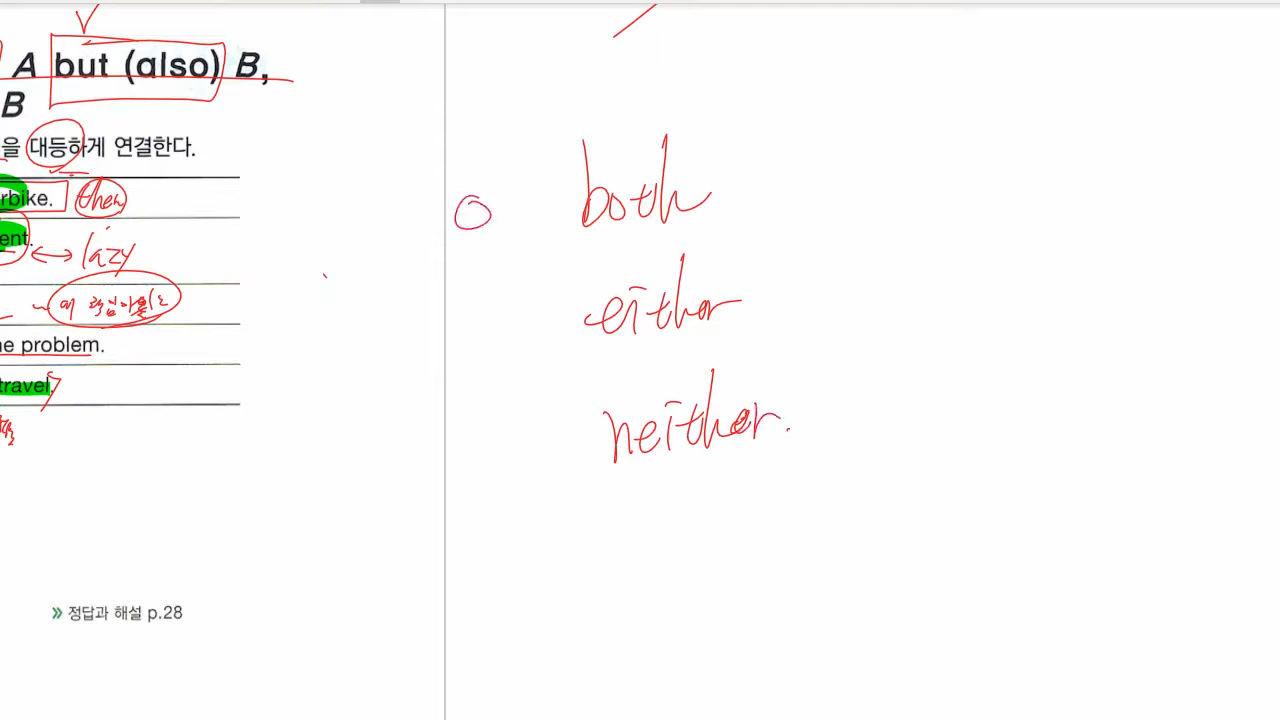 A but (also) B,
B
을 대등하게 연결한다.
rbike. then
ent. ↔ lazy
ne problem.
travel.
» 정답과 해설 p.28
both
either
neither.